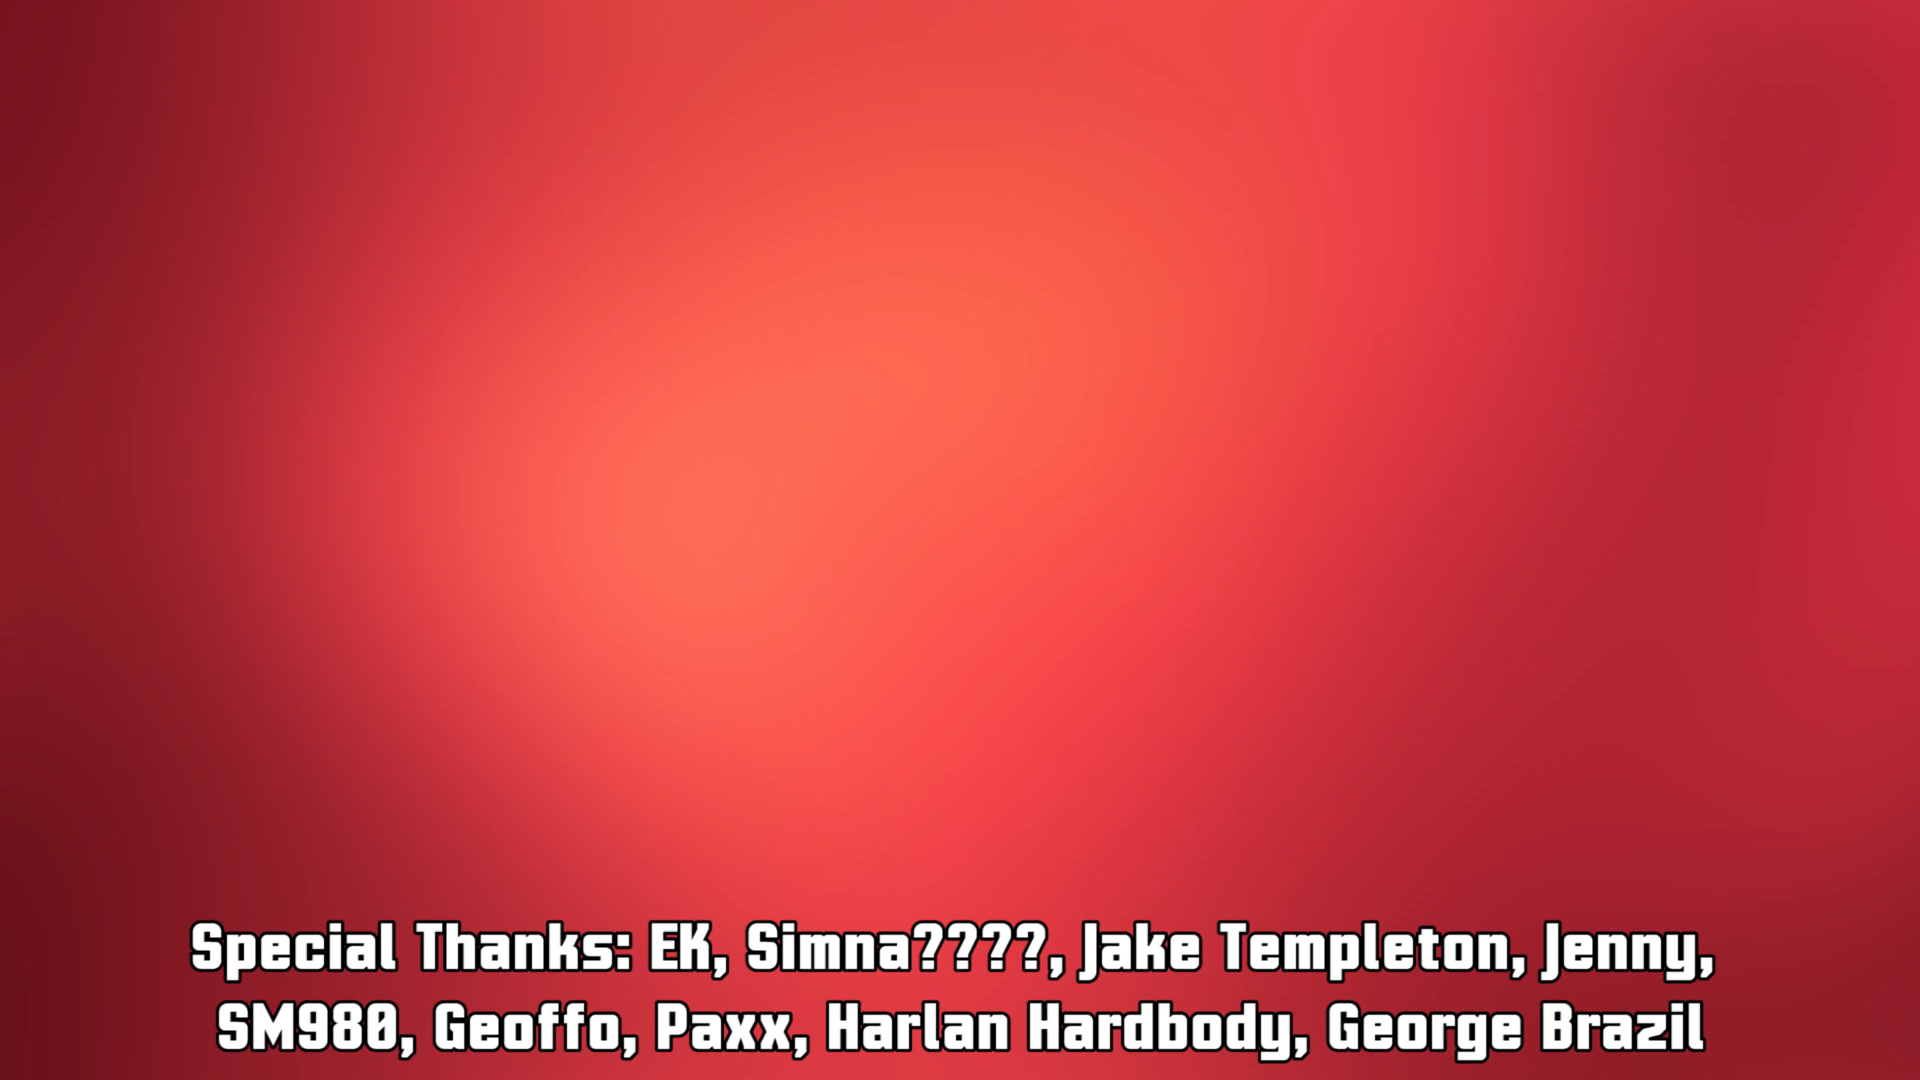 Special Thanks: EK, Simna????, Jake Templeton, Jenny,
SM980, Geoffo, Paxx, Harlan Hardbody, George Brazil